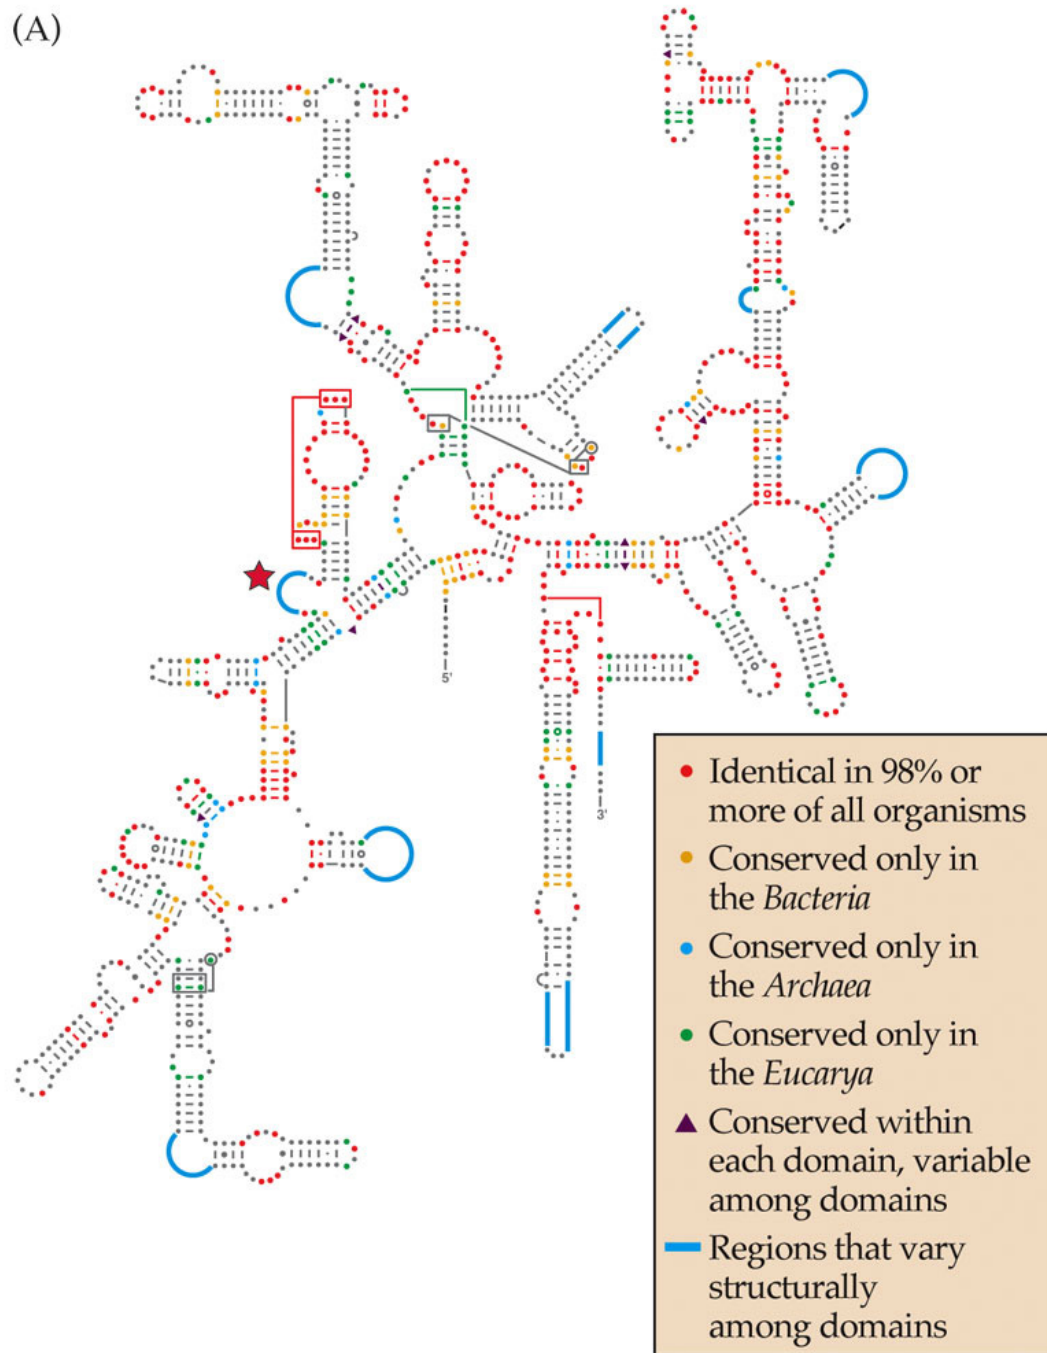 (A)
5'
3'
Identical in 98% or
more of all organisms
Conserved only in
the Bacteria
Conserved only in
the Archaea
Conserved only in
the Eucarya
Conserved within
each domain, variable
among domains
Regions that vary
structurally
among domains